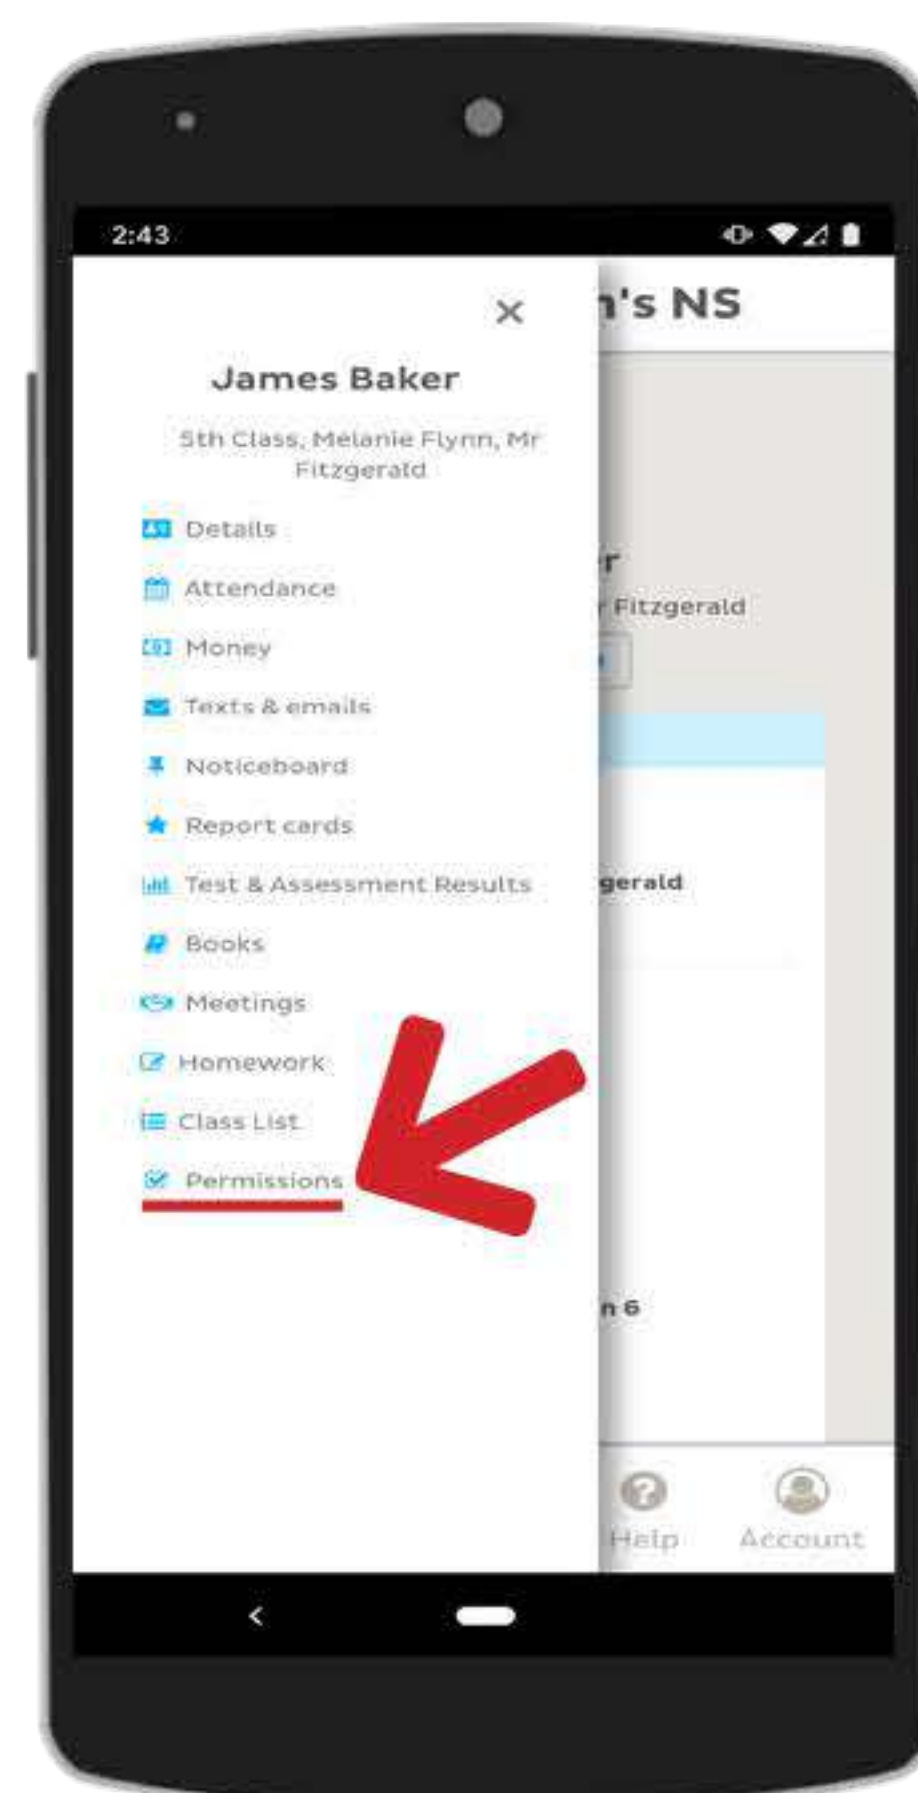 2:43
n's NS
James Baker
5th Class, Melanie Flynn, Mr
Fitzgerald
Details
Attendance
Money
Texts & emails
Noticeboard
Report cards
Test & Assessment Results
Books
Meetings
Homework
Class List
Permissions
r
r Fitzgerald
gerald
n 6
Help
Account